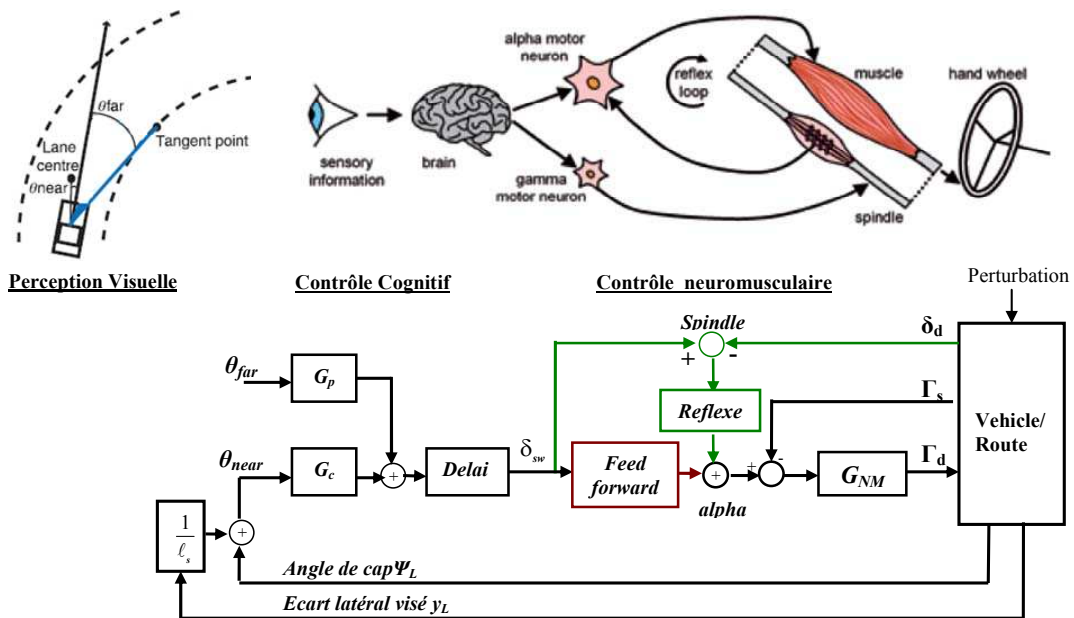 θfar
Tangent point
Lane
centre
θnear
sensory
information
brain
alpha motor
neuron
gamma
motor neuron
reflex
loop
muscle
spindle
hand wheel
Perception Visuelle
Contrôle Cognitif
Contrôle neuromusculaire
Perturbation
Spindle
+
-
δd
θfar
Gp
Reflexe
Γs
Vehicle/
Route
θnear
Gc
+
Delai
δsw
Feed
forward
+
alpha
+
-
GNM
Γd
1
ℓs
+
Angle de cap ΨL
Ecart latéral visé yL